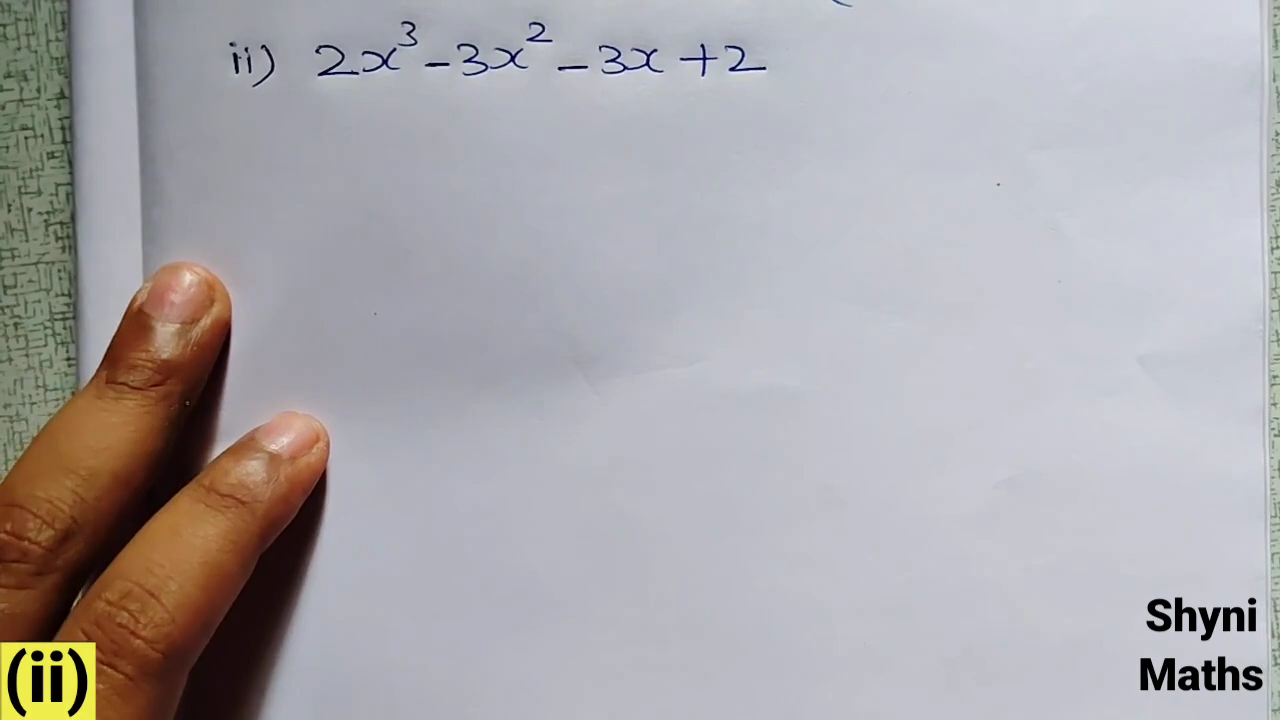 ii) 2x³ - 3x² - 3x + 2
(ii)
Shyni
Maths